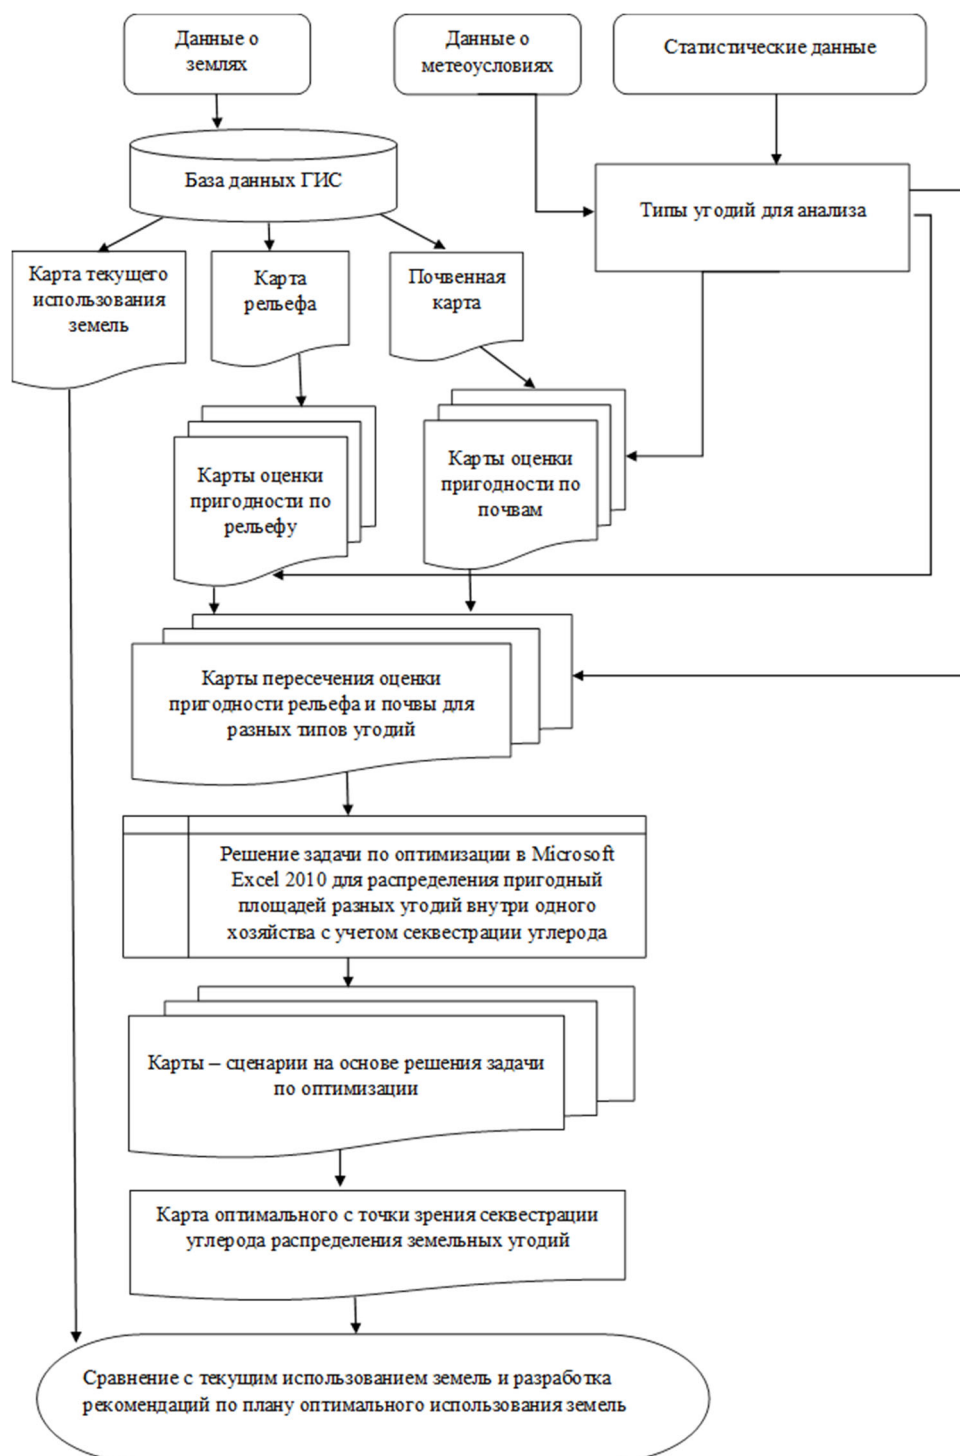 Данные о
землях
Данные о
метеоусловиях
Статистические данные
База данных ГИС
Типы угодий для анализа
Карта текущего
использования
земель
Карта
рельефа
Почвенная
карта
Карты оценки
пригодности по
рельефу
Карты оценки
пригодности по
почвам
Карты пересечения оценки
пригодности рельефа и почвы для
разных типов угодий
Решение задачи по оптимизации в Microsoft
Excel 2010 для распределения пригодный
площадей разных угодий внутри одного
хозяйства с учетом секвестрации углерода
Карты – сценарии на основе решения задачи
по оптимизации
Карта оптимального с точки зрения секвестрации
углерода распределения земельных угодий
Сравнение с текущим использованием земель и разработка
рекомендаций по плану оптимального использования земель